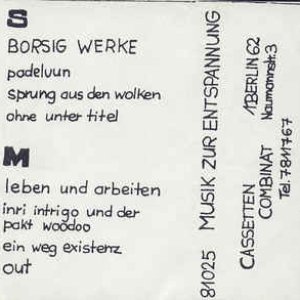 S
BORSIG WERKE
padeluun
sprung aus den wolken
ohne unter titel
M
leben und arbeiten
inri intrigo und der
pakt woodoo
ein weg existenz
out
81025 MUSIK ZUR ENTSPANNUNG
CASSETTEN
COMBINAT
1BERLIN 62
Naumannstr.3
Tel. 7811767